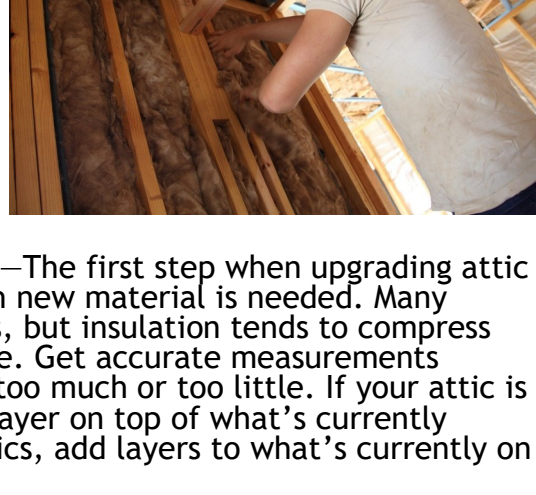 —The first step when upgrading attic
new material is needed. Many
but insulation tends to compress
Get accurate measurements
too much or too little. If your attic is
on top of what’s currently
add layers to what’s currently on